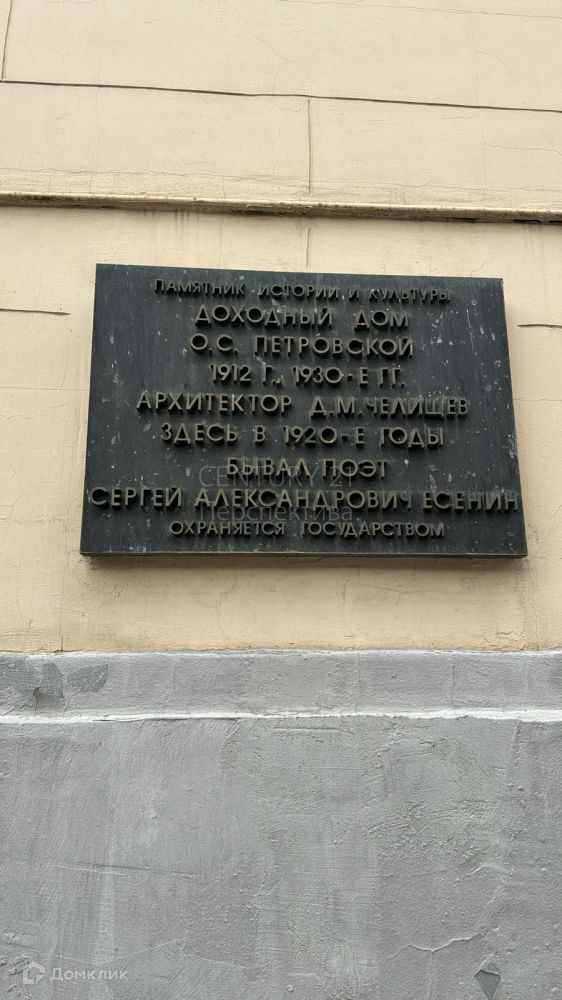 ПАМЯТНИК ИСТОРИИ И КУЛЬТУРЫ
ДОХОДНЫЙ ДОМ
О.С. ПЕТРОВСКОЙ
1912 Г., 1930-Е ГГ.
АРХИТЕКТОР Д.М.ЧЕЛИЩЕВ
ЗДЕСЬ В 1920-Е ГОДЫ
БЫВАЛ ПОЭТ
CENTURY 21
СЕРГЕЙ АЛЕКСАНДРОВИЧ ЕСЕНИН
Перспектива
ОХРАНЯЕТСЯ ГОСУДАРСТВОМ
Домклик